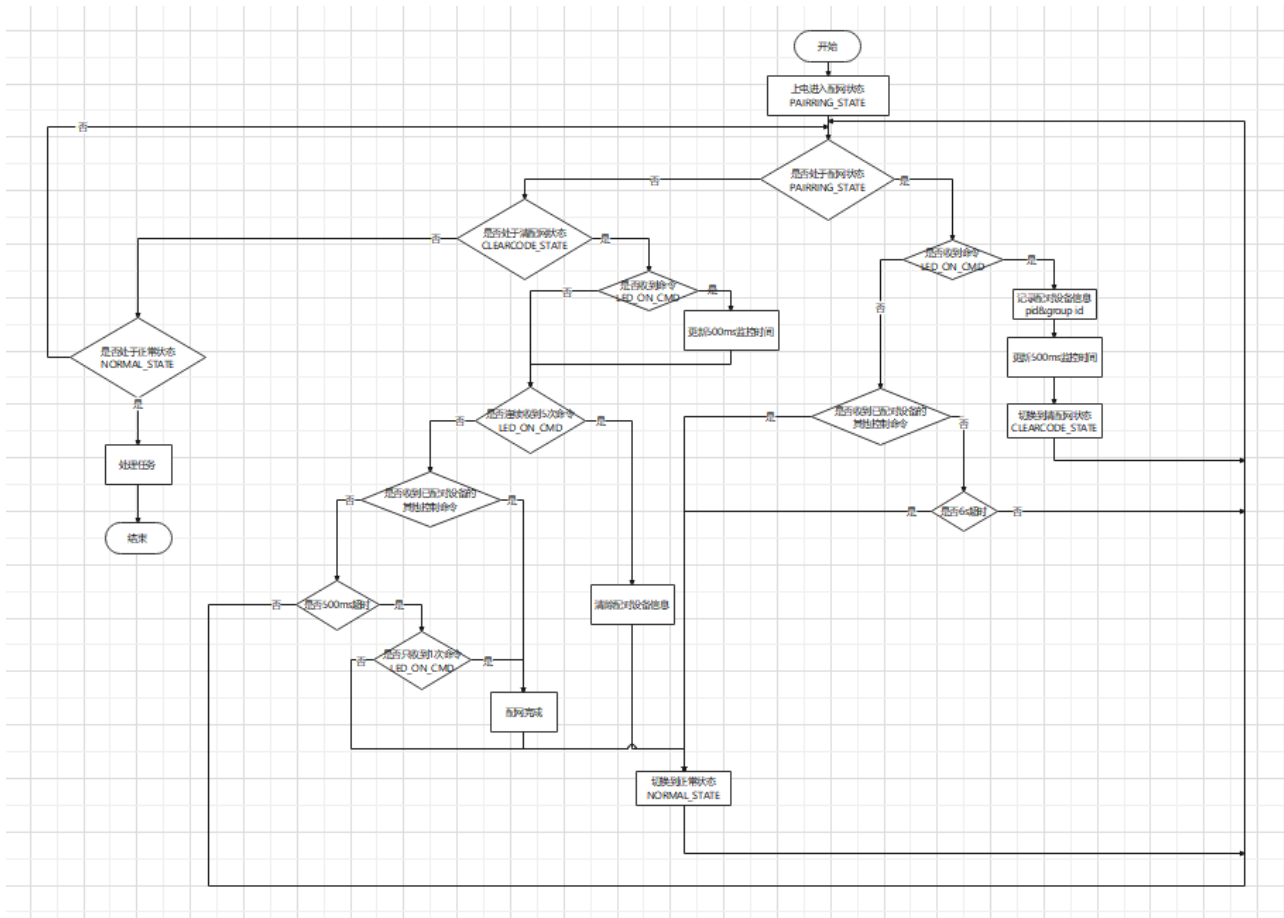 开始
上电进入配网状态
PAIRRING_STATE
否
是否处于配网状态
PAIRRING_STATE
否
是
是否处于清配网状态
CLEARCODE_STATE
否
是
是否收到命令
LED_ON_CMD
是
否
是否收到命令
LED_ON_CMD
否
是
记录配对设备信息
pid&group id
更新500ms监控时间
切换到清配网状态
CLEARCODE_STATE
更新500ms监控时间
是否处于正常状态
NORMAL_STATE
是
处理任务
结束
是否连续收到5次命令
LED_ON_CMD
否
是
是否收到已配对设备的
其他控制命令
是
否
是否6s超时
是
否
是否收到已配对设备的
其他控制命令
否
是
是否500ms超时
否
是
清除配对设备信息
是否只收到1次命令
LED_ON_CMD
否
是
配网完成
切换到正常状态
NORMAL_STATE